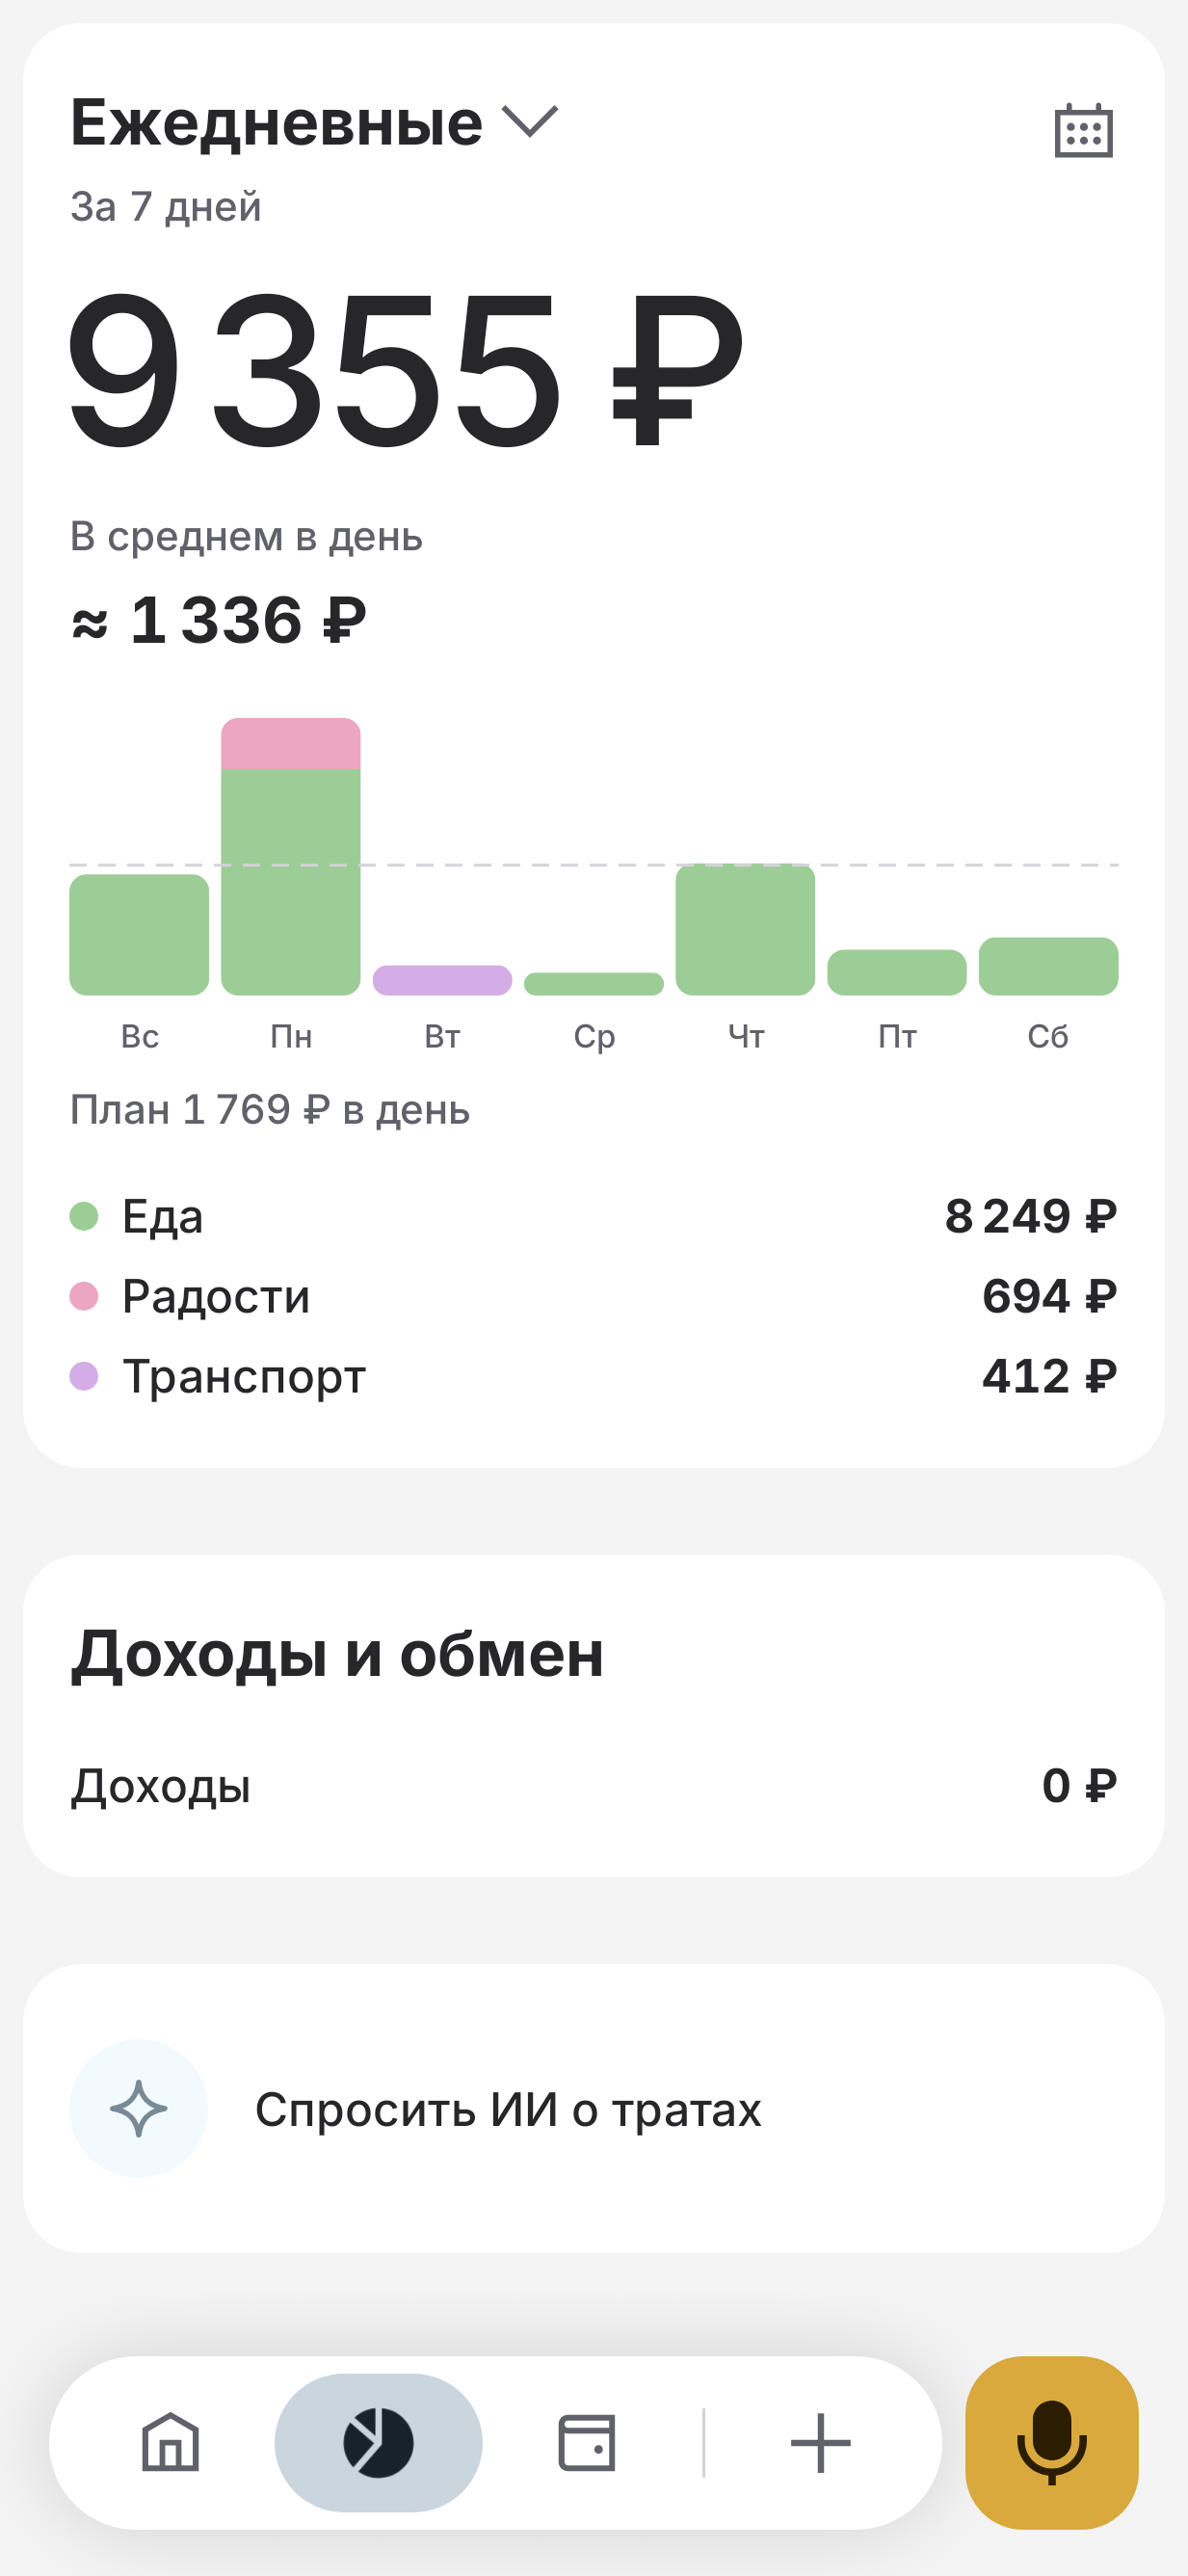 Ежедневные
За 7 дней
9 355 ₽
В среднем в день
≈ 1 336 ₽
Вс Пн Вт Ср Чт Пт Сб
План 1 769 ₽ в день
Еда 8 249 ₽
Радости 694 ₽
Транспорт 412 ₽
Доходы и обмен
Доходы 0 ₽
Спросить ИИ о тратах